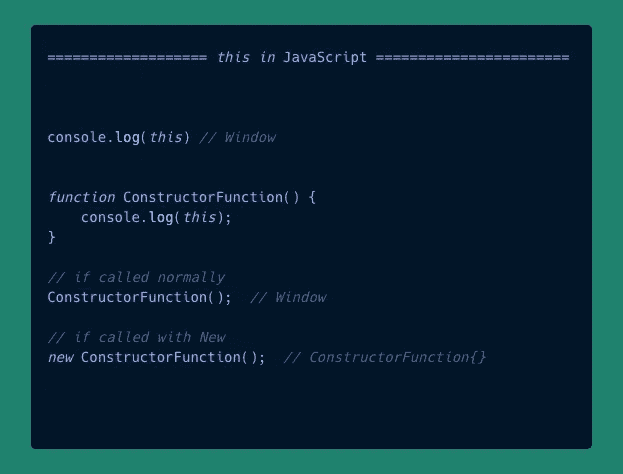 =================== this in JavaScript =======================
console.log(this) // Window
function ConstructorFunction() {
    console.log(this);
}
// if called normally
ConstructorFunction();  // Window
// if called with New
new ConstructorFunction();  // ConstructorFunction{}